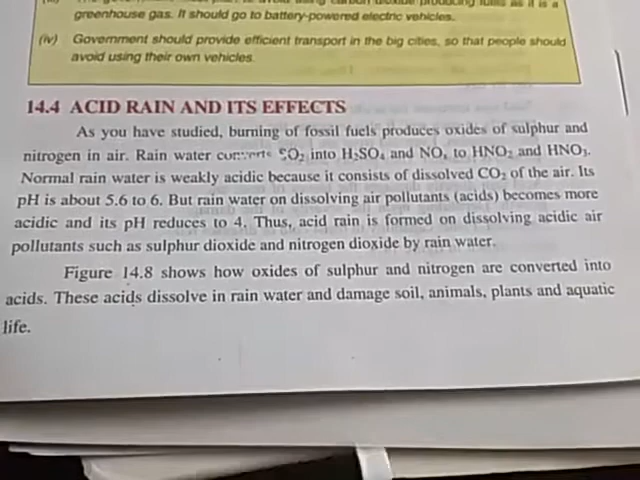 greenhouse gas. It should go to battery-powered electric vehicles.
(iv) Government should provide efficient transport in the big cities, so that people should
avoid using their own vehicles.
14.4 ACID RAIN AND ITS EFFECTS
As you have studied, burning of fossil fuels produces oxides of sulphur and
nitrogen in air. Rain water converts SO₂ into H₂SO₄ and NOₓ to HNO₂ and HNO₃.
Normal rain water is weakly acidic because it consists of dissolved CO₂ of the air. Its
pH is about 5.6 to 6. But rain water on dissolving air pollutants (acids) becomes more
acidic and its pH reduces to 4. Thus, acid rain is formed on dissolving acidic air
pollutants such as sulphur dioxide and nitrogen dioxide by rain water.
Figure 14.8 shows how oxides of sulphur and nitrogen are converted into
acids. These acids dissolve in rain water and damage soil, animals, plants and aquatic
life.